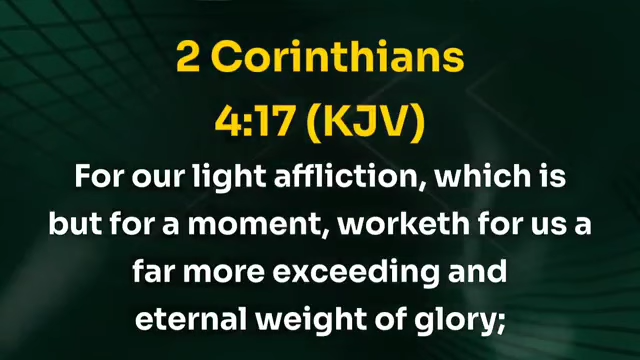 2 Corinthians
4:17 (KJV)
For our light affliction, which is
but for a moment, worketh for us a
far more exceeding and
eternal weight of glory;